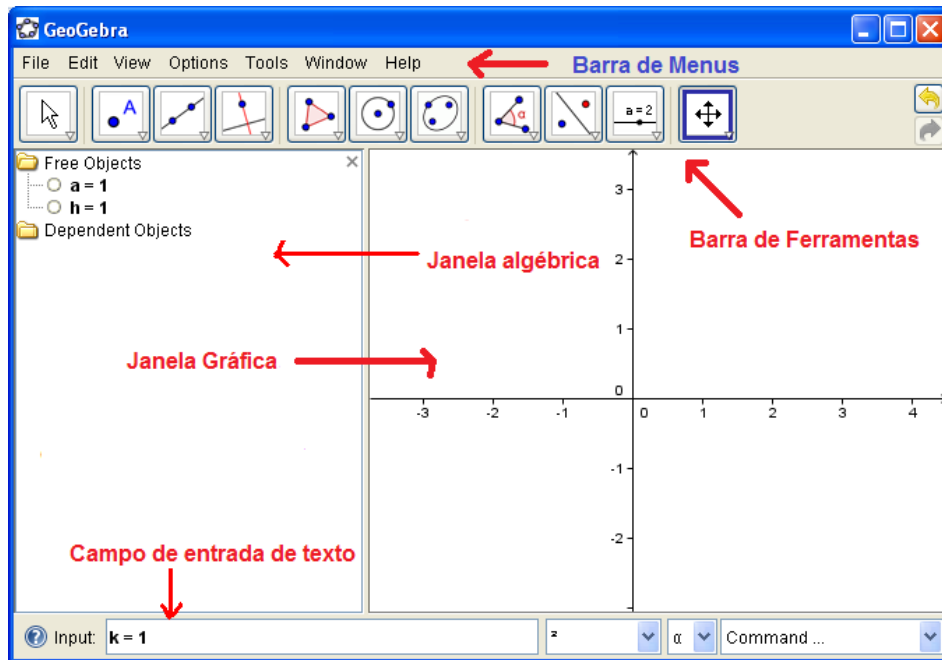 GeoGebra
File Edit View Options Tools Window Help
Barra de Menus
A
α
a = 2
Free Objects
a = 1
h = 1
Dependent Objects
Barra de Ferramentas
Janela algébrica
Janela Gráfica
3
2
1
0
-3 -2 -1 0 1 2 3 4
-1
-2
Campo de entrada de texto
Input: k = 1 ² α Command ...